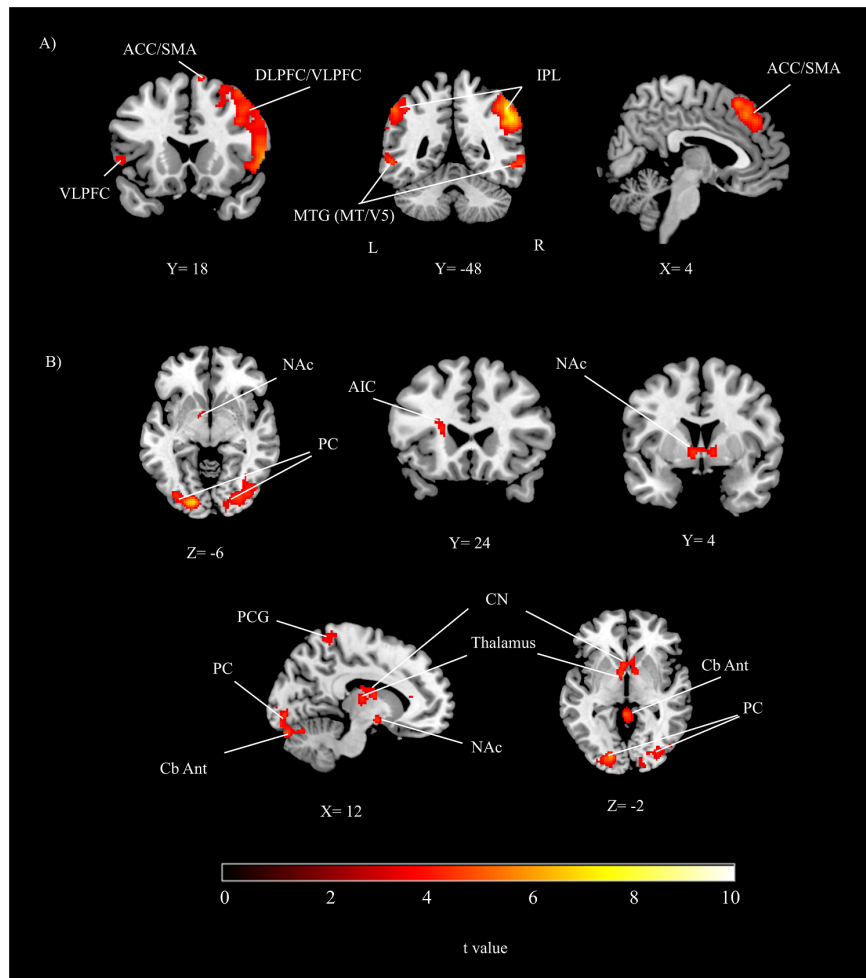 A)
ACC/SMA
DLPFC/VLPFC
VLPFC
Y= 18
IPL
MTG (MT/V5)
L
R
Y= -48
ACC/SMA
X= 4
B)
NAc
PC
Z= -6
AIC
Y= 24
NAc
Y= 4
PCG
CN
Thalamus
PC
Cb Ant
NAc
X= 12
Cb Ant
PC
Z= -2
0 2 4 6 8 10
t value